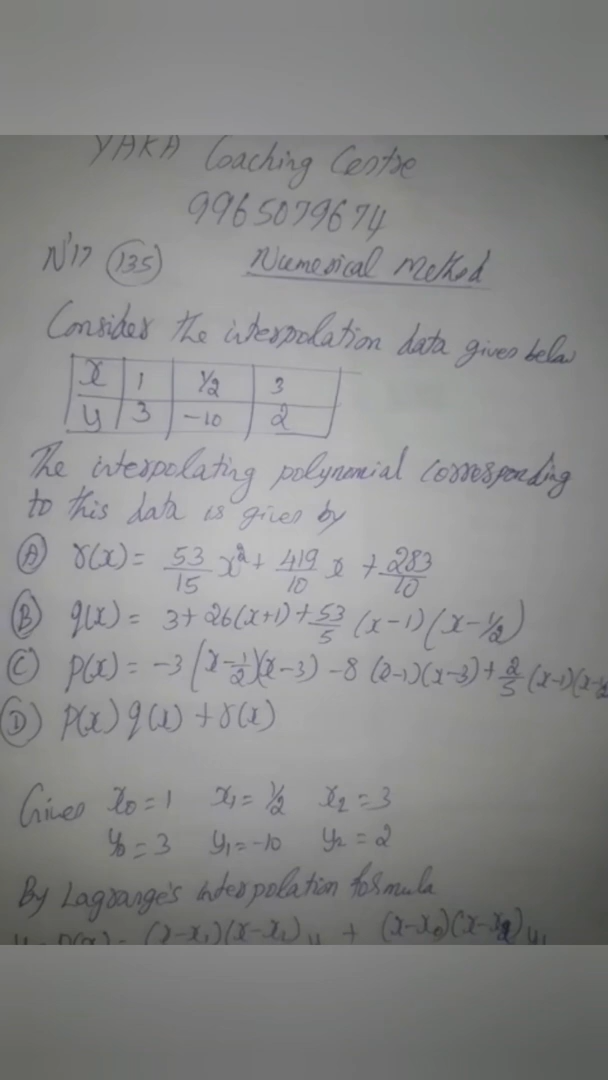 YAKA Coaching Centre
9965079674
N'17 (135) Numerical Method
Consider the interpolation data given below
x 1 1/2 3
y 3 -10 2
The interpolating polynomial corresponding
to this data is given by
(A) r(x) = 53/15 x² + 419/10 x + 283/10
(B) q(x) = 3 + 26(x+1) + 53/5 (x-1)(x-1/2)
(C) p(x) = -3 (x-1/2)(x-3) -8 (x-1)(x-3) + 2/5 (x-1)(x-1/2
(D) p(x) q(x) + r(x)
Given x₀ = 1 x₁ = 1/2 x₂ = 3
y₀ = 3 y₁ = -10 y₂ = 2
By Lagrange's interpolation formula